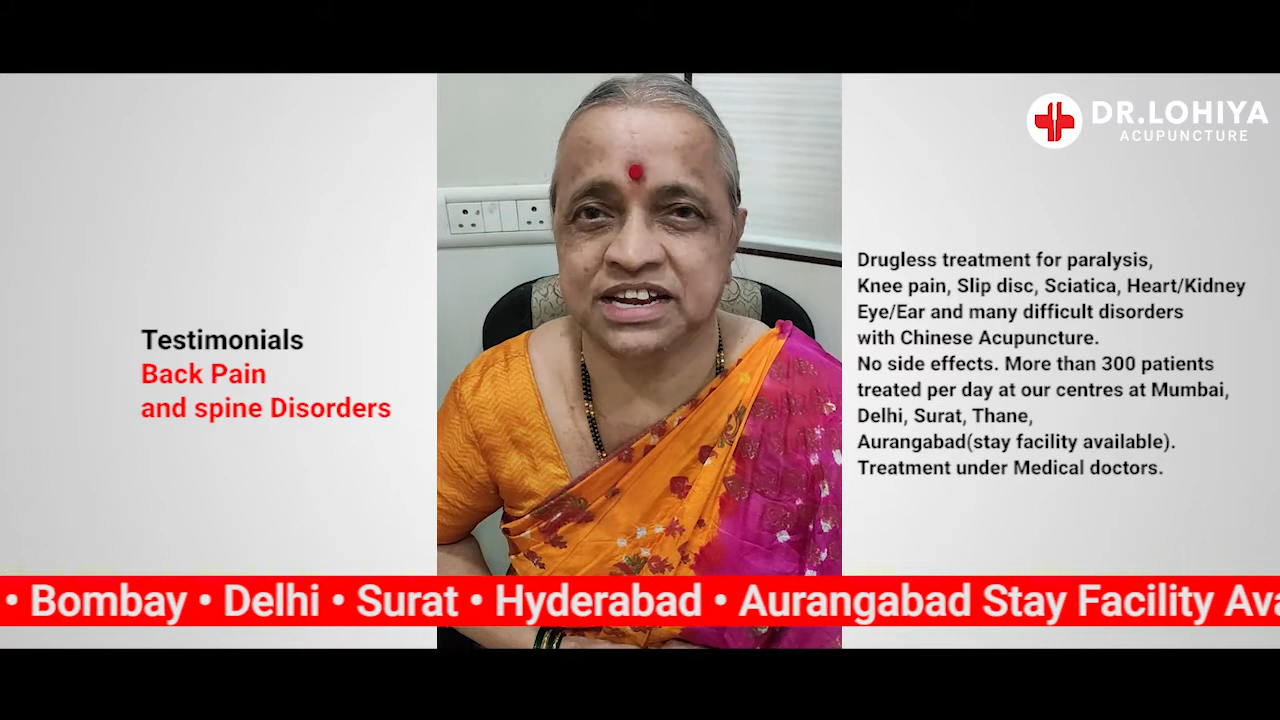 DR.LOHIYA
ACUPUNCTURE
Testimonials
Back Pain
and spine Disorders
Drugless treatment for paralysis,
Knee pain, Slip disc, Sciatica, Heart/Kidney
Eye/Ear and many difficult disorders
with Chinese Acupuncture.
No side effects. More than 300 patients
treated per day at our centres at Mumbai,
Delhi, Surat, Thane,
Aurangabad(stay facility available).
Treatment under Medical doctors.
• Bombay • Delhi • Surat • Hyderabad • Aurangabad Stay Facility